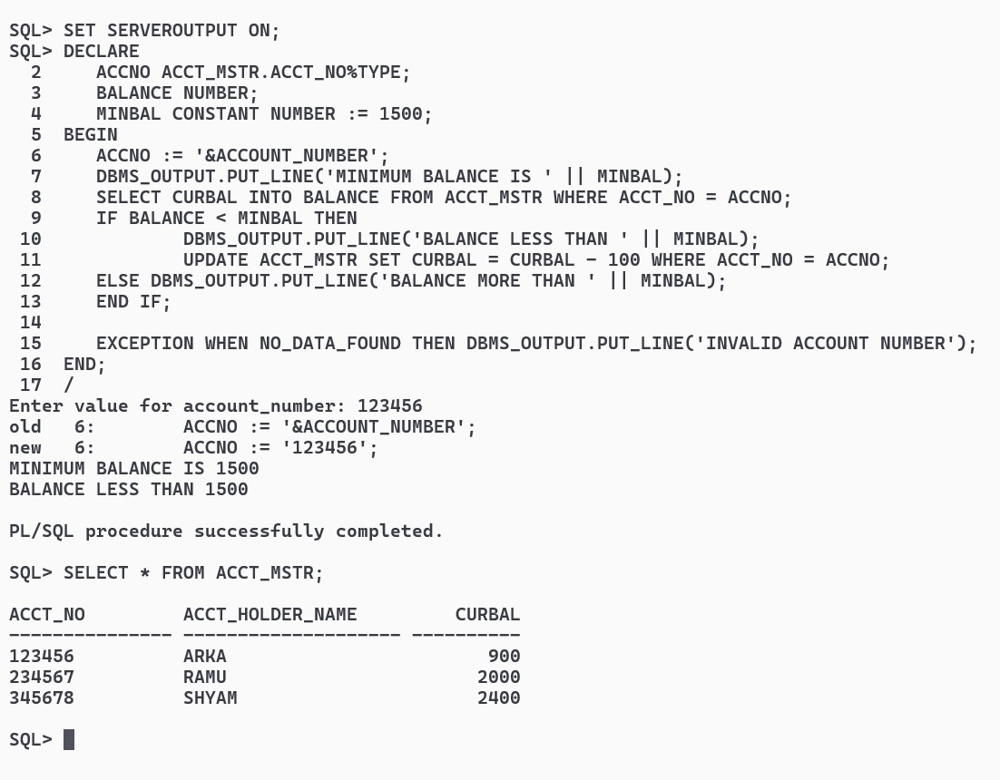 SQL> SET SERVEROUTPUT ON;
SQL> DECLARE
  2     ACCNO ACCT_MSTR.ACCT_NO%TYPE;
  3     BALANCE NUMBER;
  4     MINBAL CONSTANT NUMBER := 1500;
  5  BEGIN
  6     ACCNO := '&ACCOUNT_NUMBER';
  7     DBMS_OUTPUT.PUT_LINE('MINIMUM BALANCE IS ' || MINBAL);
  8     SELECT CURBAL INTO BALANCE FROM ACCT_MSTR WHERE ACCT_NO = ACCNO;
  9     IF BALANCE < MINBAL THEN
 10             DBMS_OUTPUT.PUT_LINE('BALANCE LESS THAN ' || MINBAL);
 11             UPDATE ACCT_MSTR SET CURBAL = CURBAL - 100 WHERE ACCT_NO = ACCNO;
 12     ELSE DBMS_OUTPUT.PUT_LINE('BALANCE MORE THAN ' || MINBAL);
 13     END IF;
 14
 15     EXCEPTION WHEN NO_DATA_FOUND THEN DBMS_OUTPUT.PUT_LINE('INVALID ACCOUNT NUMBER');
 16  END;
 17  /
Enter value for account_number: 123456
old   6:        ACCNO := '&ACCOUNT_NUMBER';
new   6:        ACCNO := '123456';
MINIMUM BALANCE IS 1500
BALANCE LESS THAN 1500

PL/SQL procedure successfully completed.

SQL> SELECT * FROM ACCT_MSTR;

ACCT_NO         ACCT_HOLDER_NAME         CURBAL
--------------- -------------------- ----------
123456          ARKA                        900
234567          RAMU                       2000
345678          SHYAM                      2400

SQL>